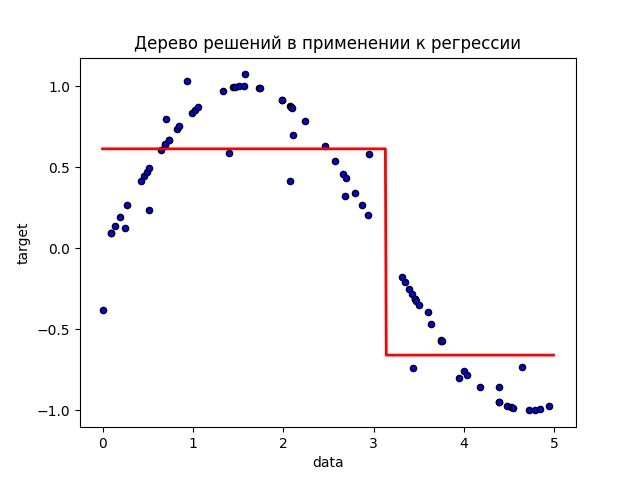 Дерево решений в применении к регрессии
1.0
0.5
0.0
−0.5
−1.0
target
0 1 2 3 4 5
data